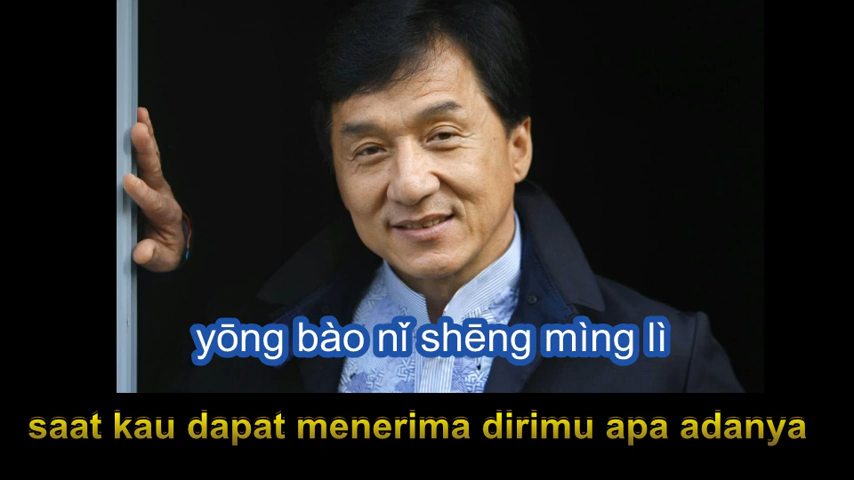 yōng bào nǐ shēng mìng lì
saat kau dapat menerima dirimu apa adanya